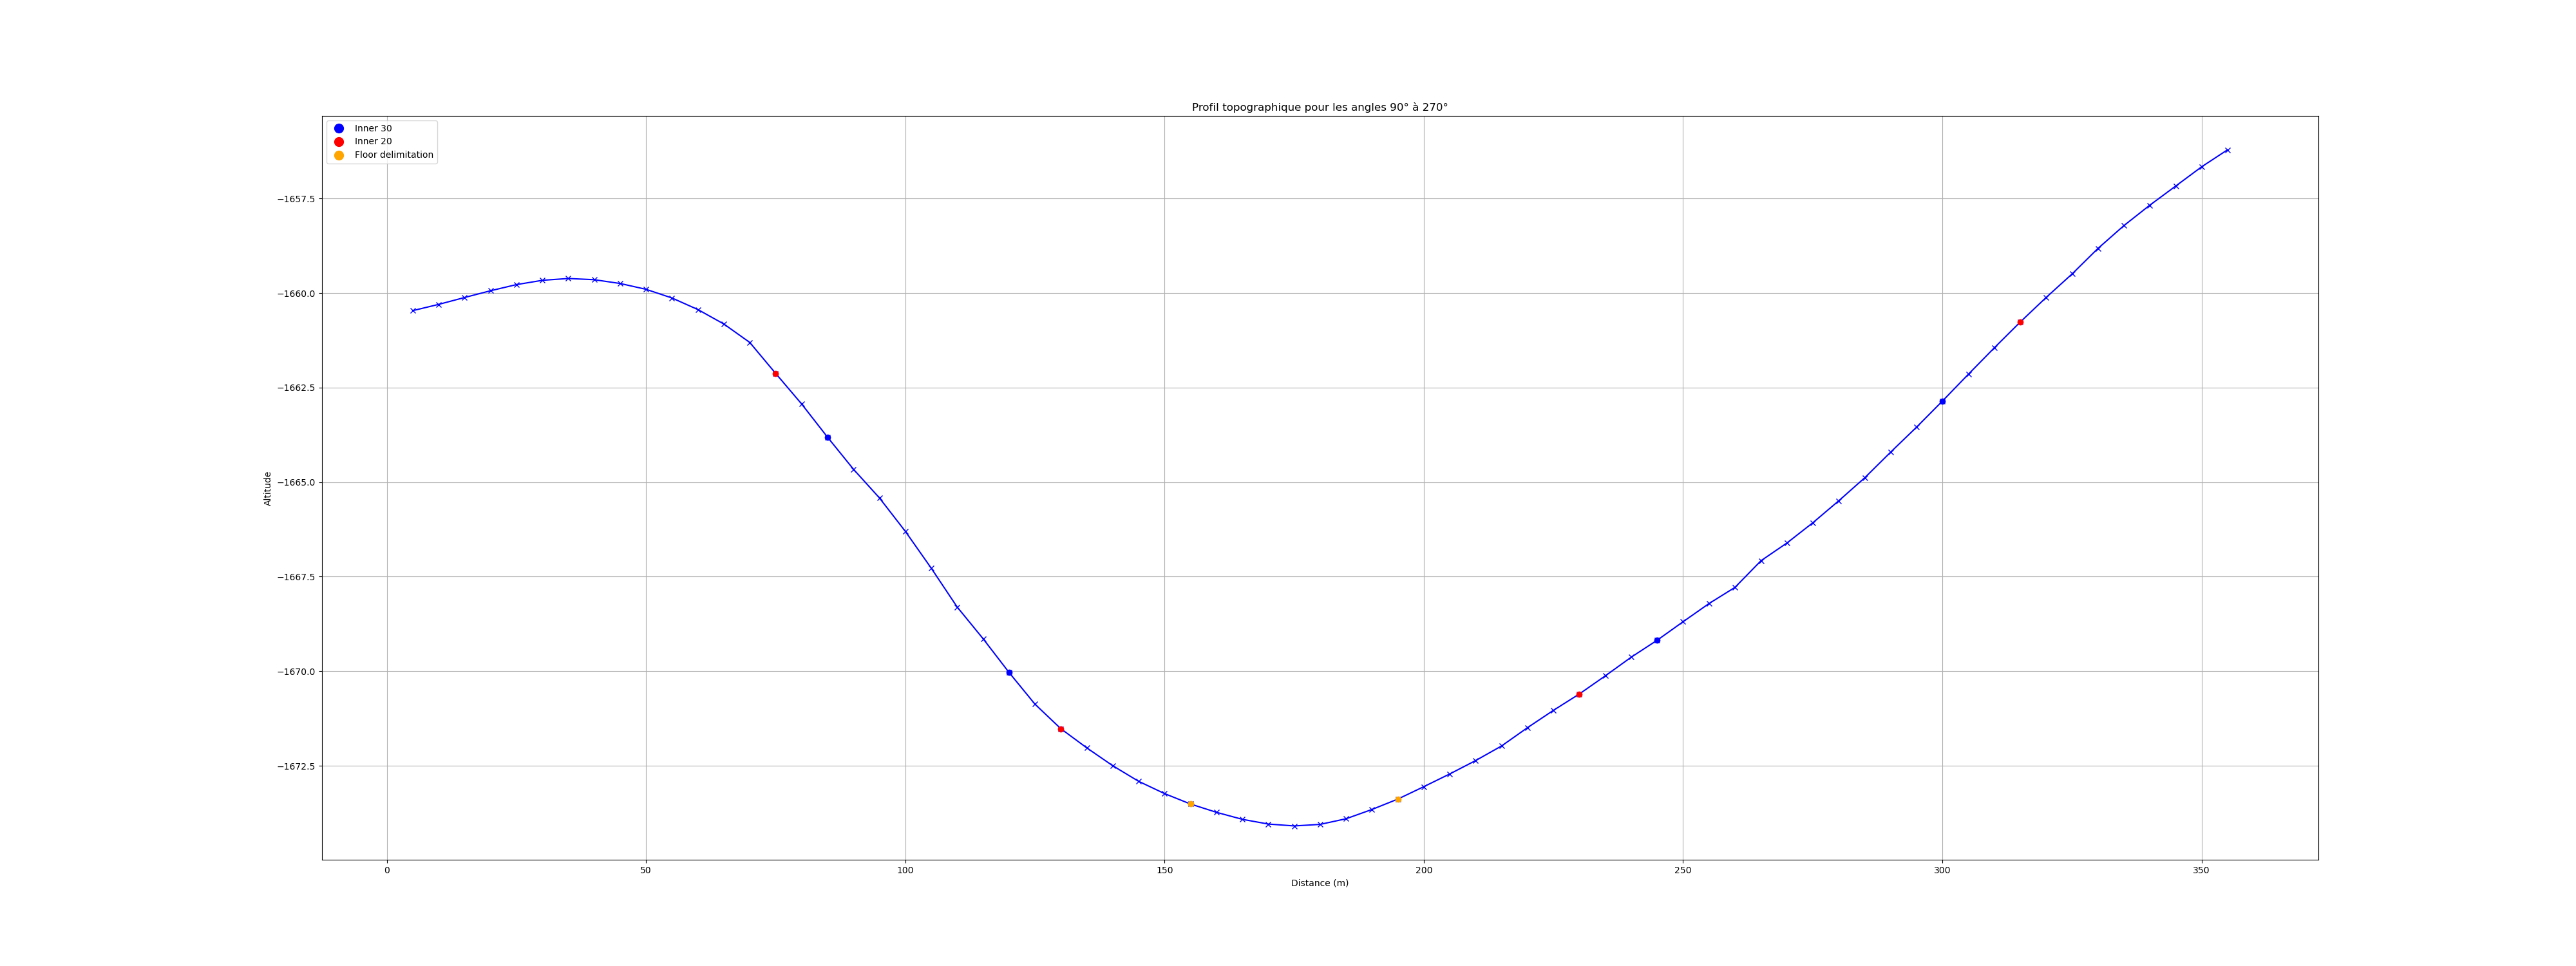 Profil topographique pour les angles 90° à 270°
Inner 30
Inner 20
Floor delimitation
−1657.5
−1660.0
−1662.5
−1665.0
−1667.5
−1670.0
−1672.5
Altitude
0 50 100 150 200 250 300 350
Distance (m)